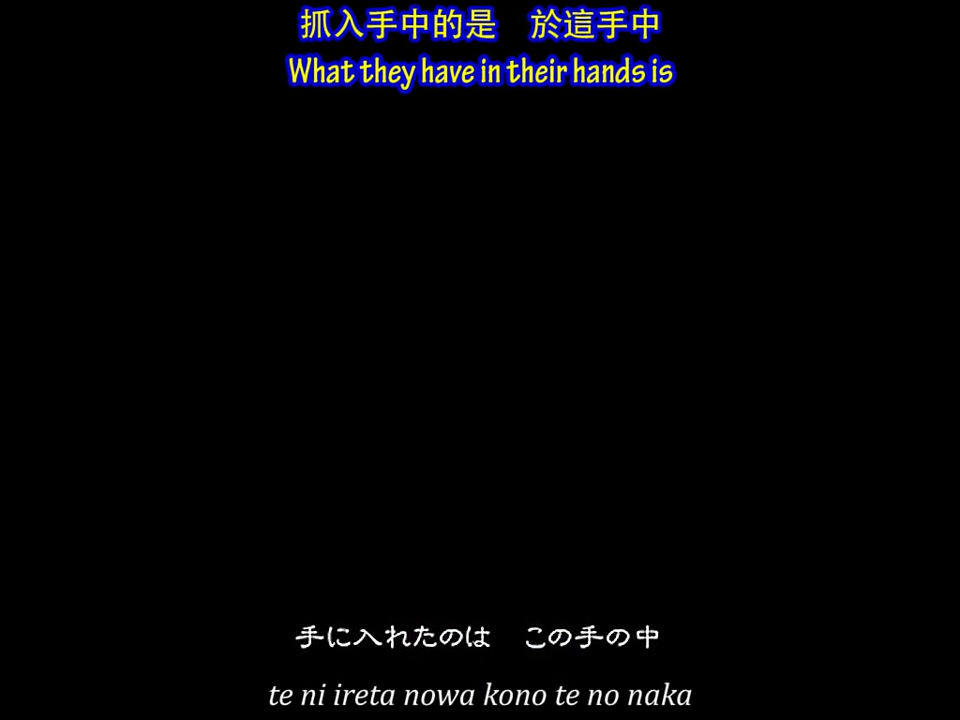 抓入手中的是　於這手中
What they have in their hands is
手に入れたのは　この手の中
te ni ireta nowa kono te no naka